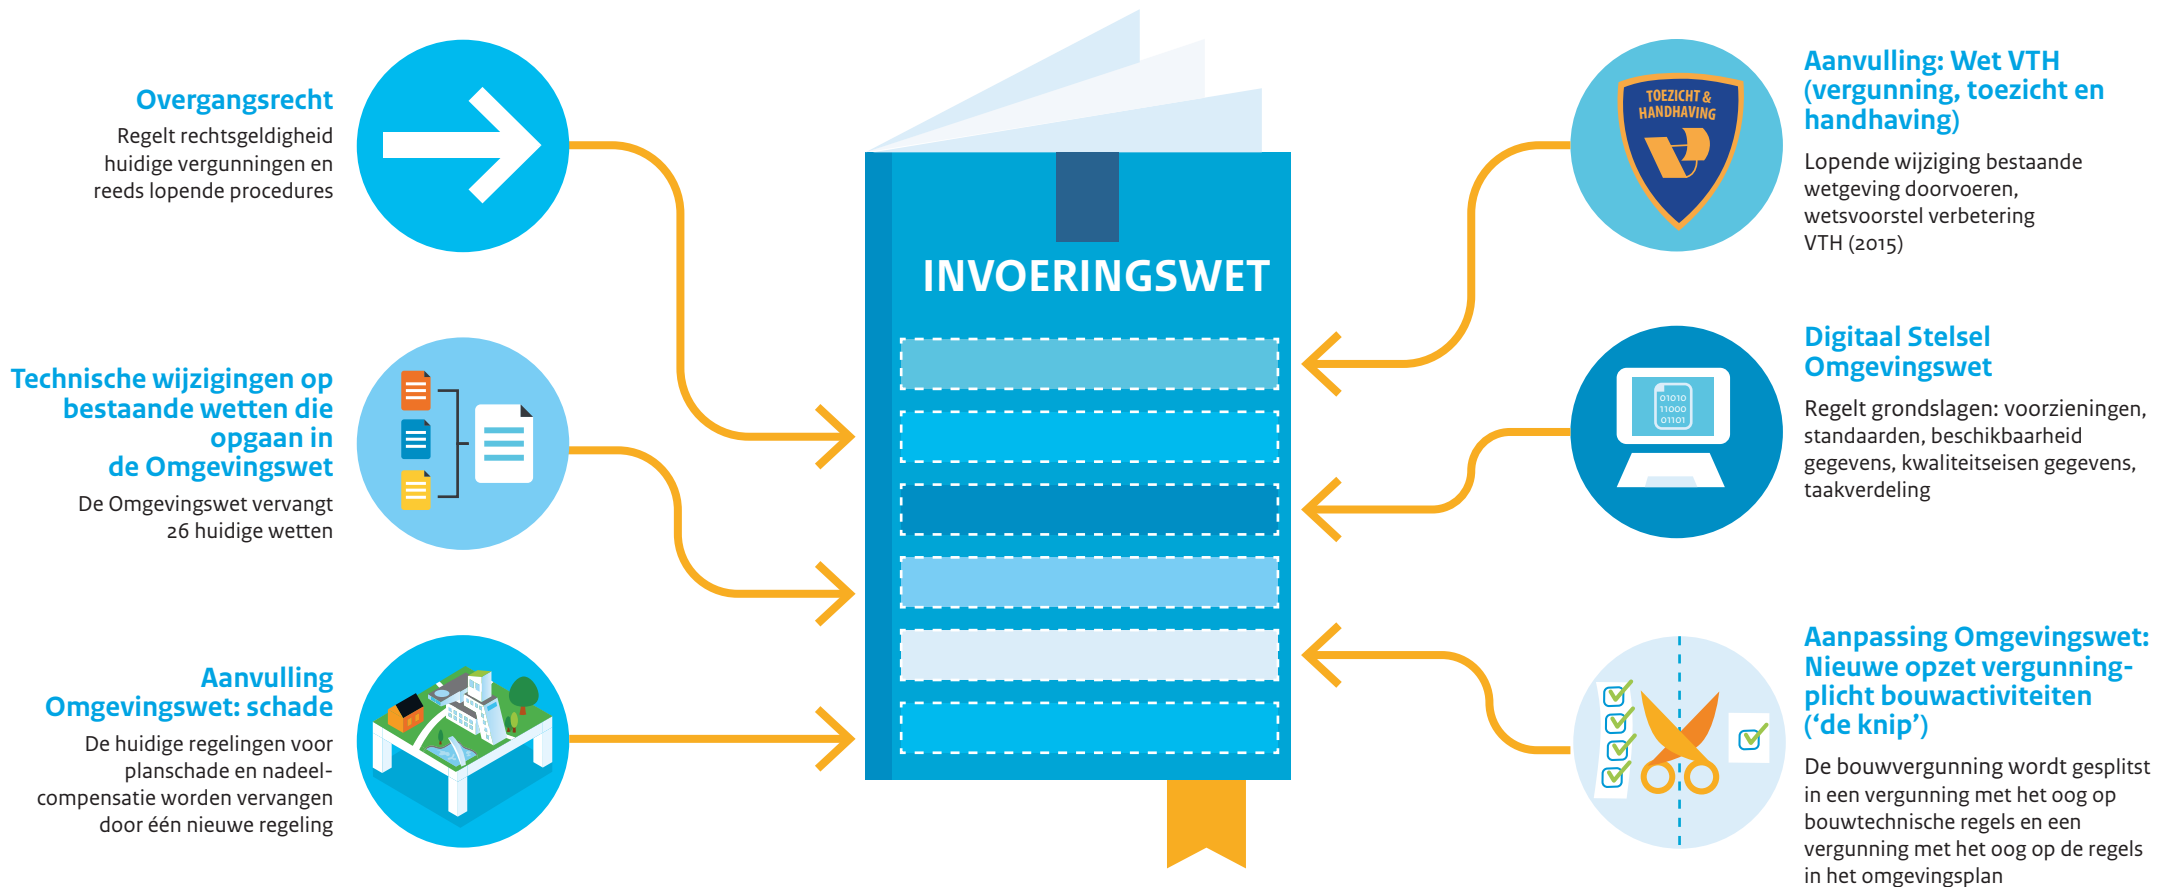 Overgangsrecht
Regelt rechtsgeldigheid
huidige vergunningen en
reeds lopende procedures
Technische wijzigingen op
bestaande wetten die
opgaan in
de Omgevingswet
De Omgevingswet vervangt
26 huidige wetten
Aanvulling
Omgevingswet: schade
De huidige regelingen voor
planschade en nadeel-
compensatie worden vervangen
door één nieuwe regeling
INVOERINGSWET
TOEZICHT &
HANDHAVING
Aanvulling: Wet VTH
(vergunning, toezicht en
handhaving)
Lopende wijziging bestaande
wetgeving doorvoeren,
wetsvoorstel verbetering
VTH (2015)
01010
11000
01101
Digitaal Stelsel
Omgevingswet
Regelt grondslagen: voorzieningen,
standaarden, beschikbaarheid
gegevens, kwaliteitseisen gegevens,
taakverdeling
Aanpassing Omgevingswet:
Nieuwe opzet vergunning-
plicht bouwactiviteiten
(‘de knip’)
De bouwvergunning wordt gesplitst
in een vergunning met het oog op
bouwtechnische regels en een
vergunning met het oog op de regels
in het omgevingsplan